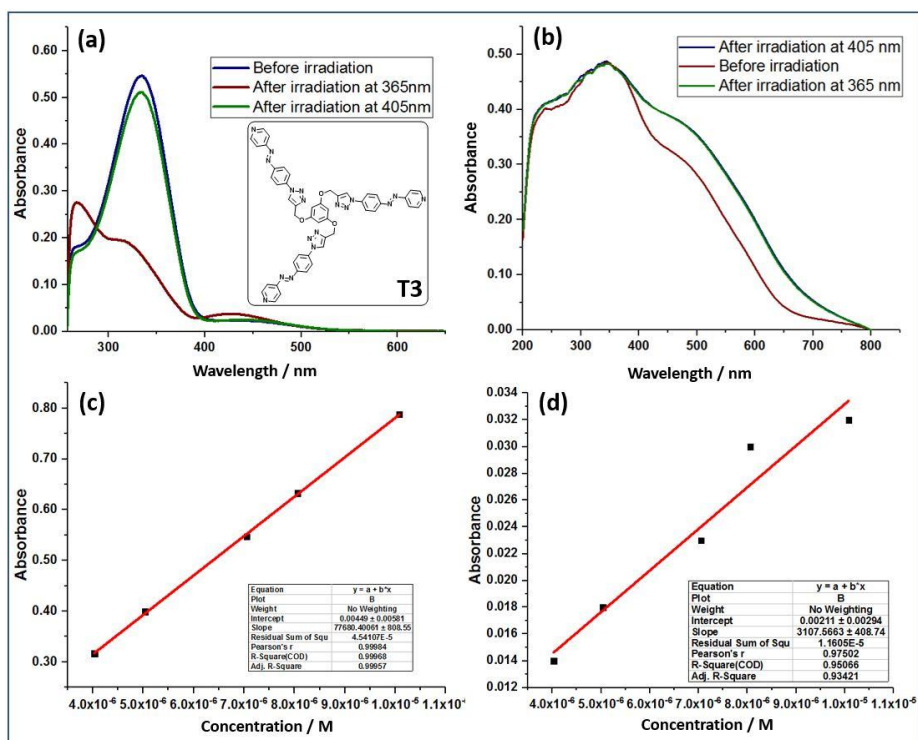 (a)
0.60
0.50
0.40
0.30
0.20
0.10
0.00
Absorbance
Before irradiation
After irradiation at 365nm
After irradiation at 405nm
T3
300
400
500
600
Wavelength / nm
(b)
0.50
0.40
0.30
0.20
0.10
0.00
Absorbance
After irradiation at 405 nm
Before irradiation
After irradiation at 365 nm
200
300
400
500
600
700
800
Wavelength / nm
(c)
0.80
0.70
0.60
0.50
0.40
0.30
Absorbance
Equation y = a + b*x
Plot B
Weight No Weighting
Intercept 0.00449 ± 0.00581
Slope 77680.40061 ± 808.55
Residual Sum of Squ 4.54107E-5
Pearson's r 0.99984
R-Square(COD) 0.99968
Adj. R-Square 0.99957
4.0x10-6 5.0x10-6 6.0x10-6 7.0x10-6 8.0x10-6 9.0x10-6 1.0x10-5 1.1x10-
Concentration / M
(d)
0.034
0.032
0.030
0.028
0.026
0.024
0.022
0.020
0.018
0.016
0.014
0.012
Absorbance
Equation y = a + b*x
Plot B
Weight No Weighting
Intercept 0.00211 ± 0.00294
Slope 3107.5663 ± 408.74
Residual Sum of Squ 1.1605E-5
Pearson's r 0.97502
R-Square(COD) 0.95066
Adj. R-Square 0.93421
4.0x10-6 5.0x10-6 6.0x10-6 7.0x10-6 8.0x10-6 9.0x10-6 1.0x10-5 1.1x10-5
Concentration / M